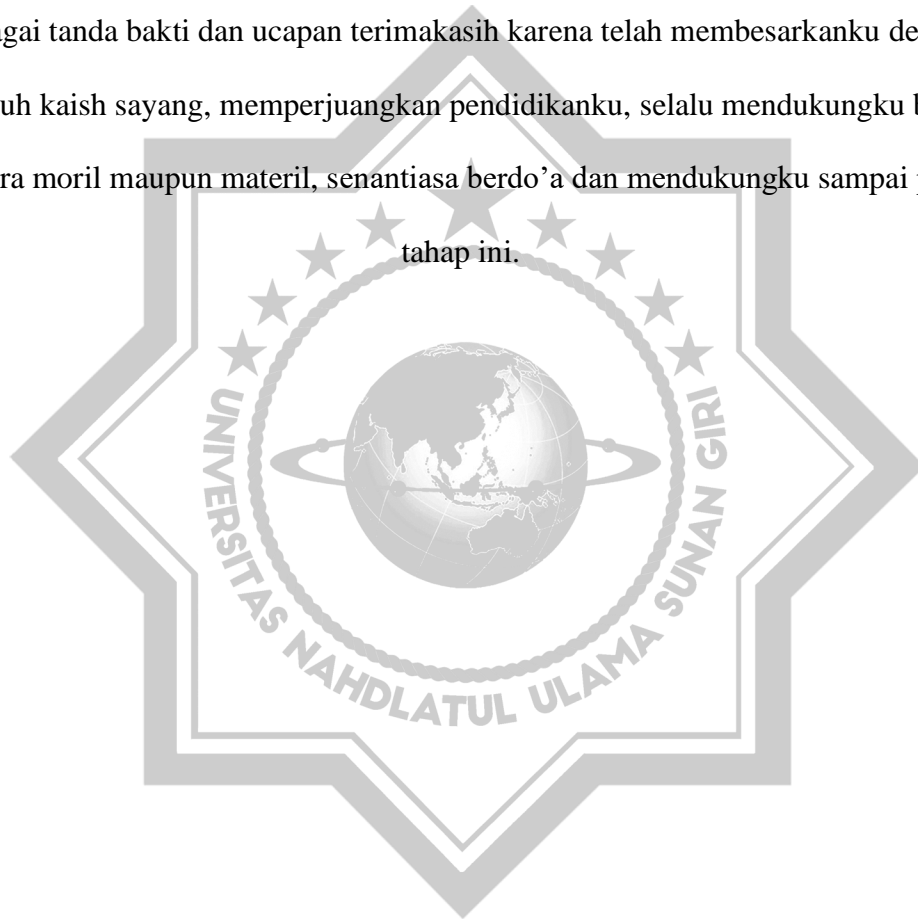 agai tanda bakti dan ucapan terimakasih karena telah membesarkanku de
uh kaish sayang, memperjuangkan pendidikanku, selalu mendukungku b
ra moril maupun materil, senantiasa berdo’a dan mendukungku sampai p
tahap ini.
UNIVERSITAS NAHDLATUL ULAMA SUNAN GIRI